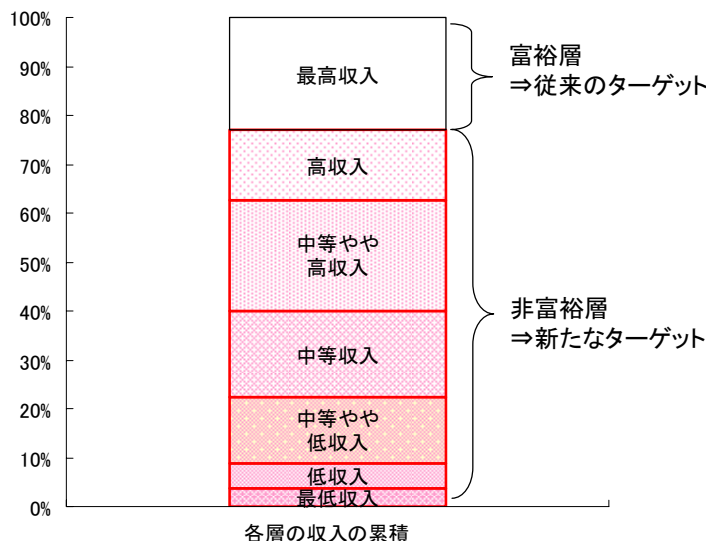 100%
90%
80%
70%
60%
50%
40%
30%
20%
10%
0%
最高収入
高収入
中等やや
高収入
中等収入
中等やや
低収入
低収入
最低収入
富裕層
⇒従来のターゲット
非富裕層
⇒新たなターゲット
各層の収入の累積